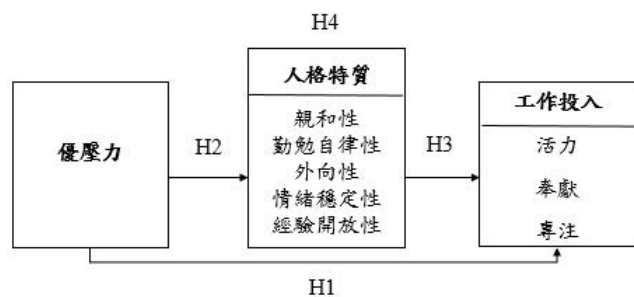 H4
人格特質
親和性
勤勉自律性
外向性
情緒穩定性
經驗開放性
優壓力
H2
H3
工作投入
活力
奉獻
專注
H1